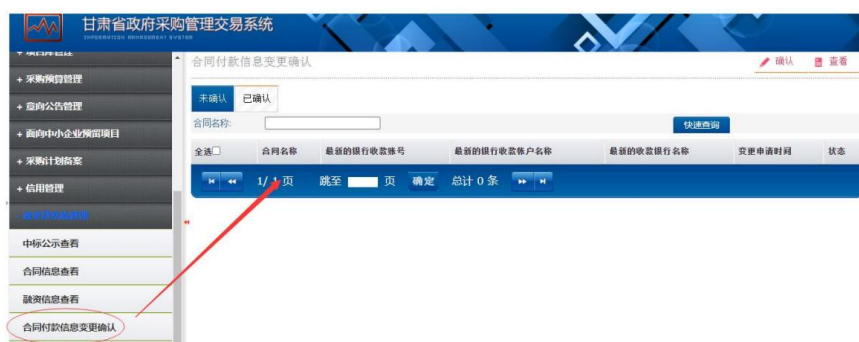 甘肃省政府采购管理交易系统
合同付款信息变更确认
确认 查看
+ 采购预算管理
+ 意向公告管理
+ 面向中小企业预留项目
+ 采购计划备案
+ 信用管理
中标公示查看
合同信息查看
融资信息查看
合同付款信息变更确认
未确认 已确认
合同名称:
快速查询
全选 合同名称 最新的银行收款账号 最新的银行收款账户名称 最新的收款银行名称 变更申请时间 状态
1/ 1 页 跳至 页 确定 总计 0 条